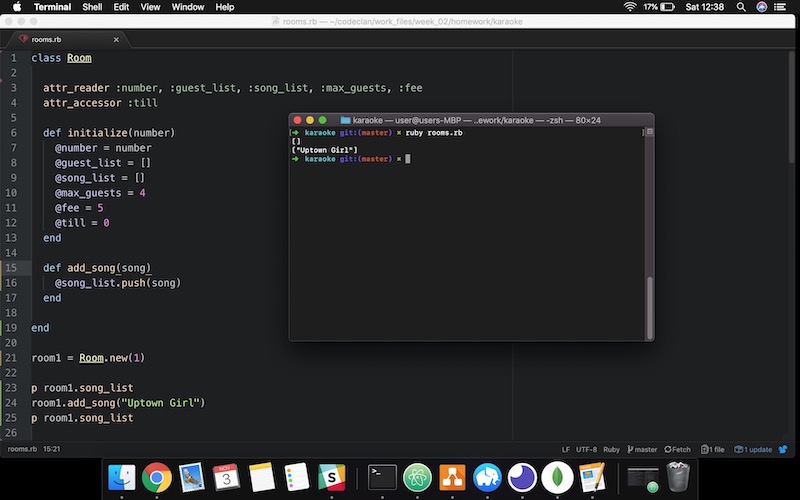 Terminal Shell Edit View Window Help 17% Sat 12:38
rooms.rb — ~/codeclan/work_files/week_02/homework/karaoke
rooms.rb ×
1 class Room
2
3 attr_reader :number, :guest_list, :song_list, :max_guests, :fee
4 attr_accessor :till
5
6 def initialize(number)
7 @number = number
8 @guest_list = []
9 @song_list = []
10 @max_guests = 4
11 @fee = 5
12 @till = 0
13 end
14
15 def add_song(song)
16 @song_list.push(song)
17 end
18
19 end
20
21 room1 = Room.new(1)
22
23 p room1.song_list
24 room1.add_song("Uptown Girl")
25 p room1.song_list
26
karaoke — user@users-MBP — ..ework/karaoke — -zsh — 80×24
[➜ karaoke git:(master) × ruby rooms.rb ]
[]
["Uptown Girl"]
➜ karaoke git:(master) ×
rooms.rb 15:21 LF UTF-8 Ruby master Fetch 1 file 1 update
NOV
3